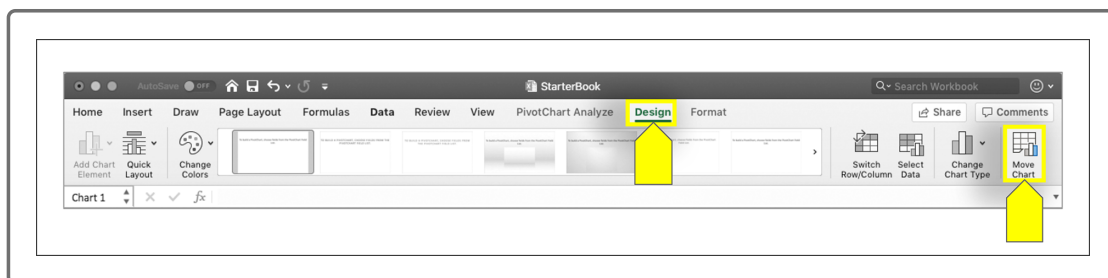 AutoSave OFF
StarterBook
Search Workbook
Home Insert Draw Page Layout Formulas Data Review View PivotChart Analyze Design Format
Share Comments
Add Chart Element
Quick Layout
Change Colors
Switch Row/Column
Select Data
Change Chart Type
Move Chart
Chart 1 fx